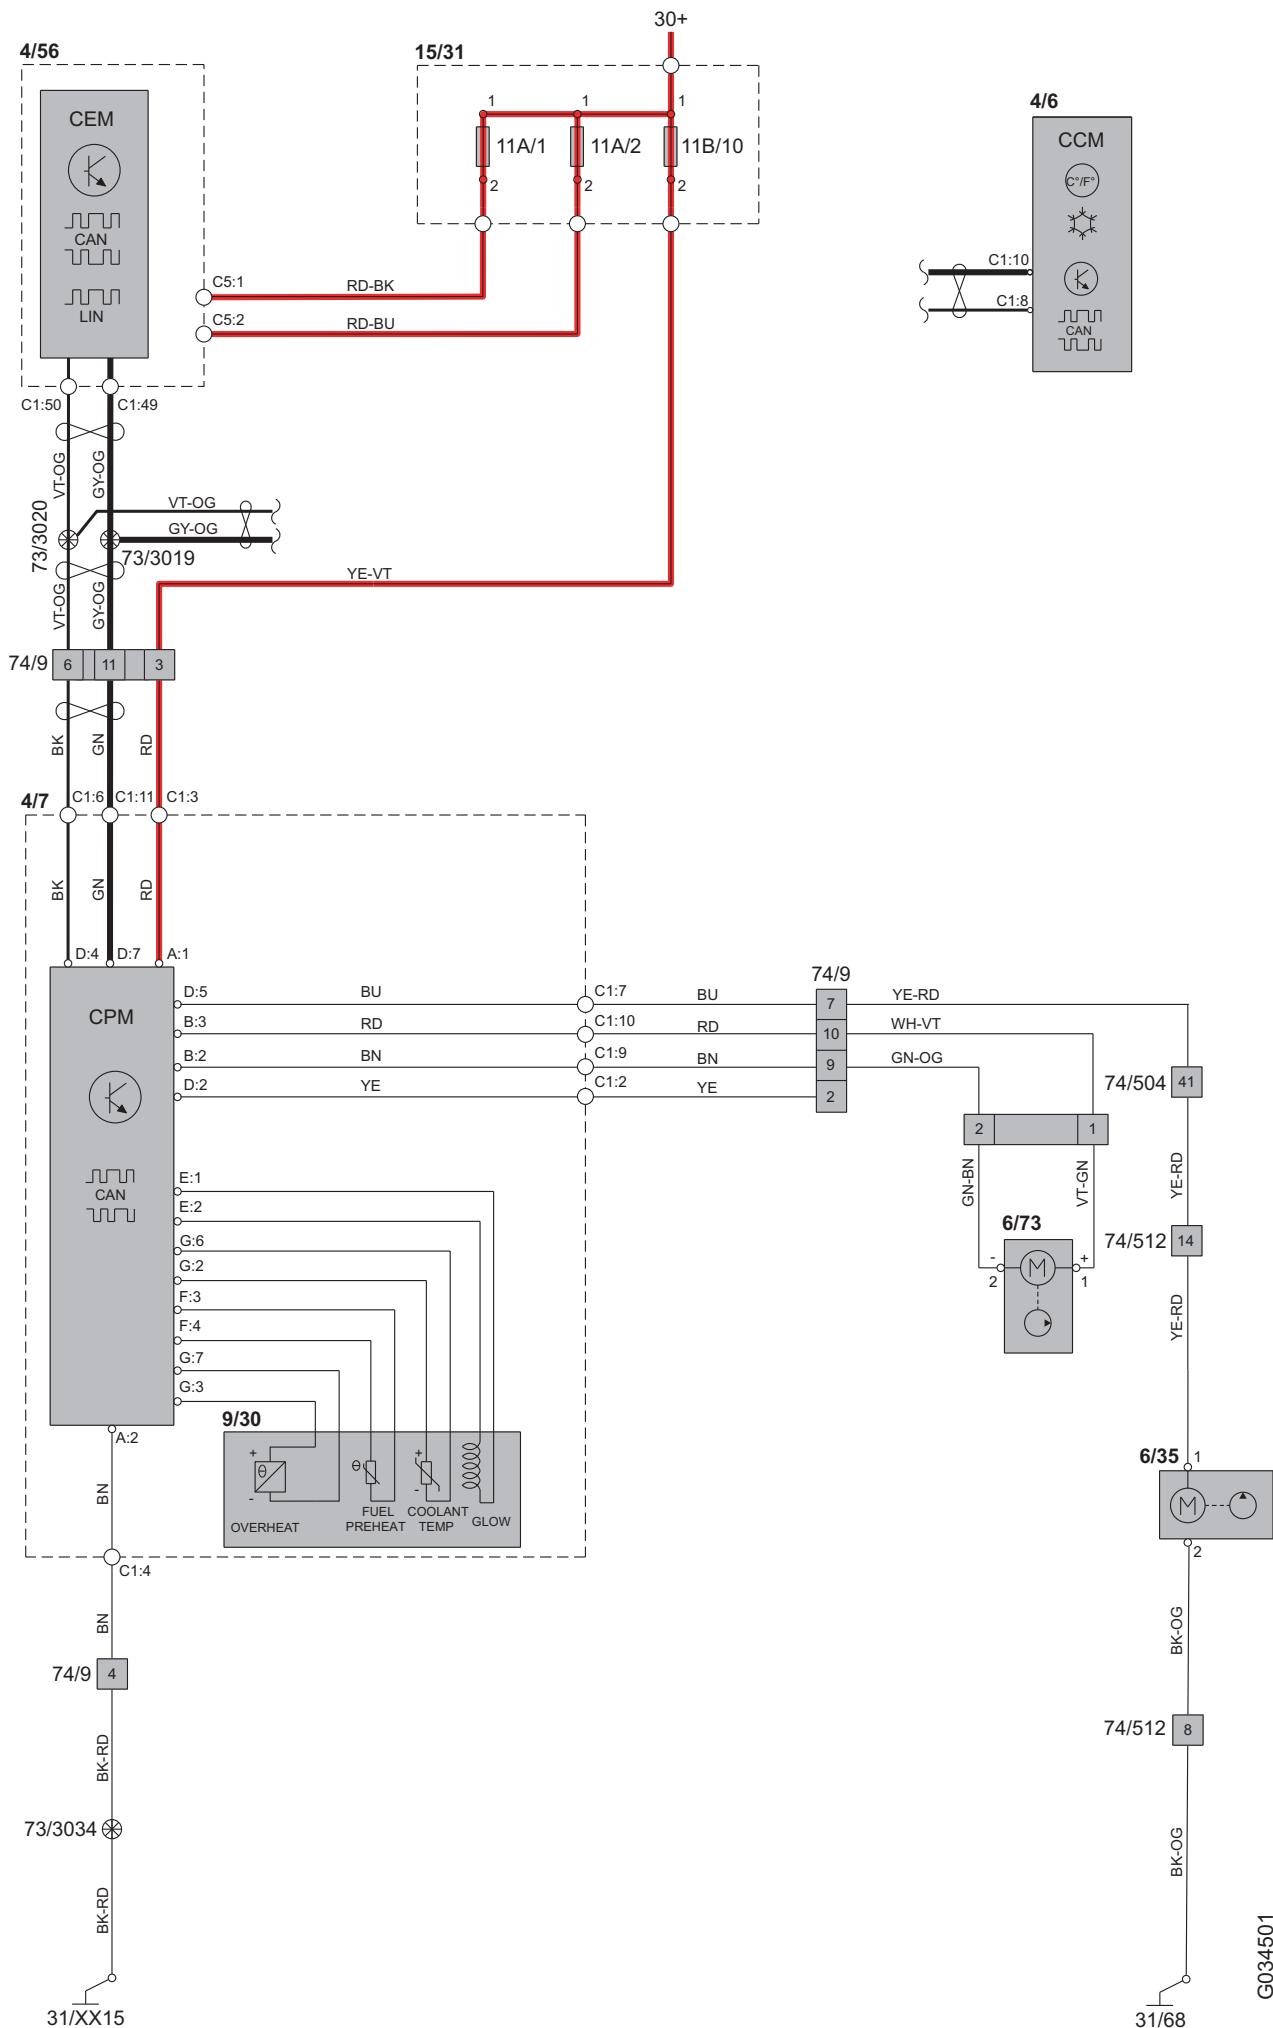 30+
4/56
15/31
4/6
CEM
CAN
LIN
1
1
1
11A/1
11A/2
11B/10
2
2
2
CCM
C°/F°
CAN
C1:10
C1:8
C5:1
RD-BK
C5:2
RD-BU
C1:50
C1:49
VT-OG
GY-OG
VT-OG
GY-OG
73/3020
73/3019
VT-OG
GY-OG
YE-VT
74/9
6
11
3
BK
GN
RD
4/7
C1:6
C1:11
C1:3
BK
GN
RD
D:4
D:7
A:1
CPM
CAN
D:5
BU
C1:7
BU
74/9
7
YE-RD
B:3
RD
C1:10
RD
10
WH-VT
B:2
BN
C1:9
BN
9
GN-OG
D:2
YE
C1:2
YE
2
74/504
41
2
1
GN-BN
VT-GN
YE-RD
E:1
E:2
G:6
G:2
F:3
F:4
G:7
G:3
6/73
M
-
2
+
1
74/512
14
YE-RD
A:2
9/30
+
θ
-
OVERHEAT
θ
FUEL
PREHEAT
+
-
COOLANT
TEMP
GLOW
BN
C1:4
6/35
1
M
2
BN
BK-OG
74/9
4
74/512
8
BK-RD
73/3034
BK-OG
BK-RD
31/XX15
31/68
G034501